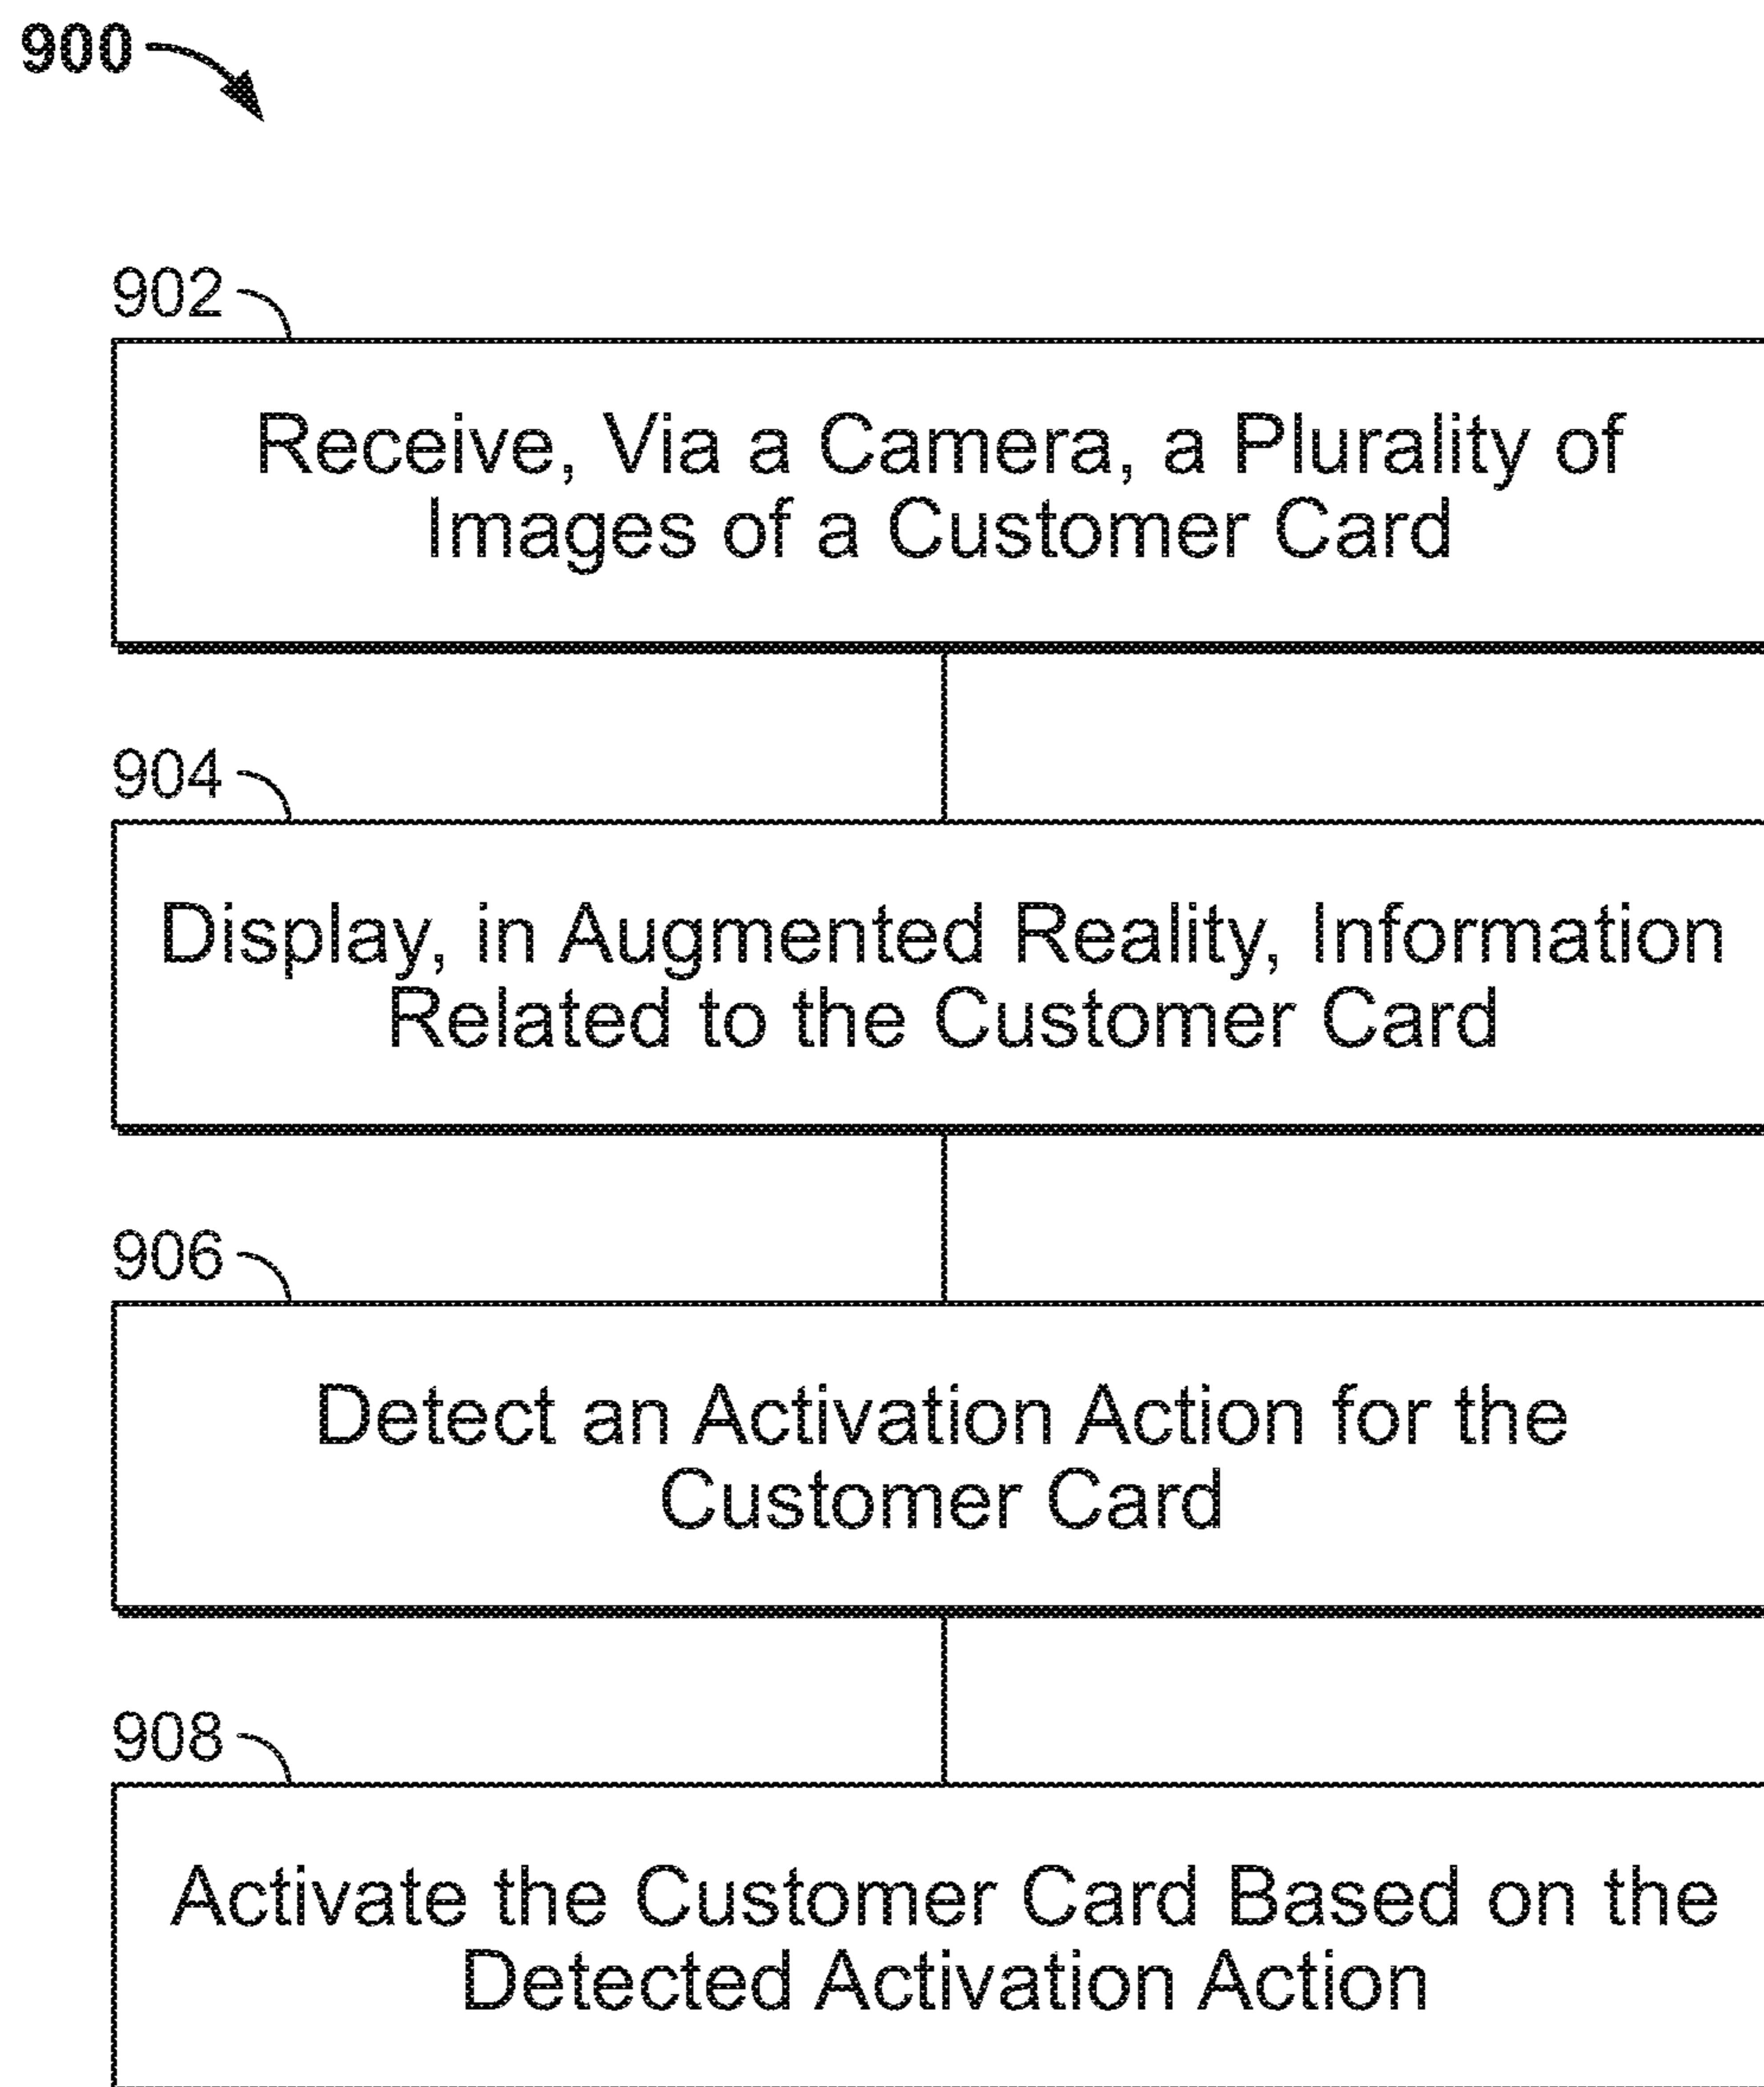 900
902
Receive, Via a Camera, a Plurality of
Images of a Customer Card
904
Display, in Augmented Reality, Information
Related to the Customer Card
906
Detect an Activation Action for the
Customer Card
908
Activate the Customer Card Based on the
Detected Activation Action